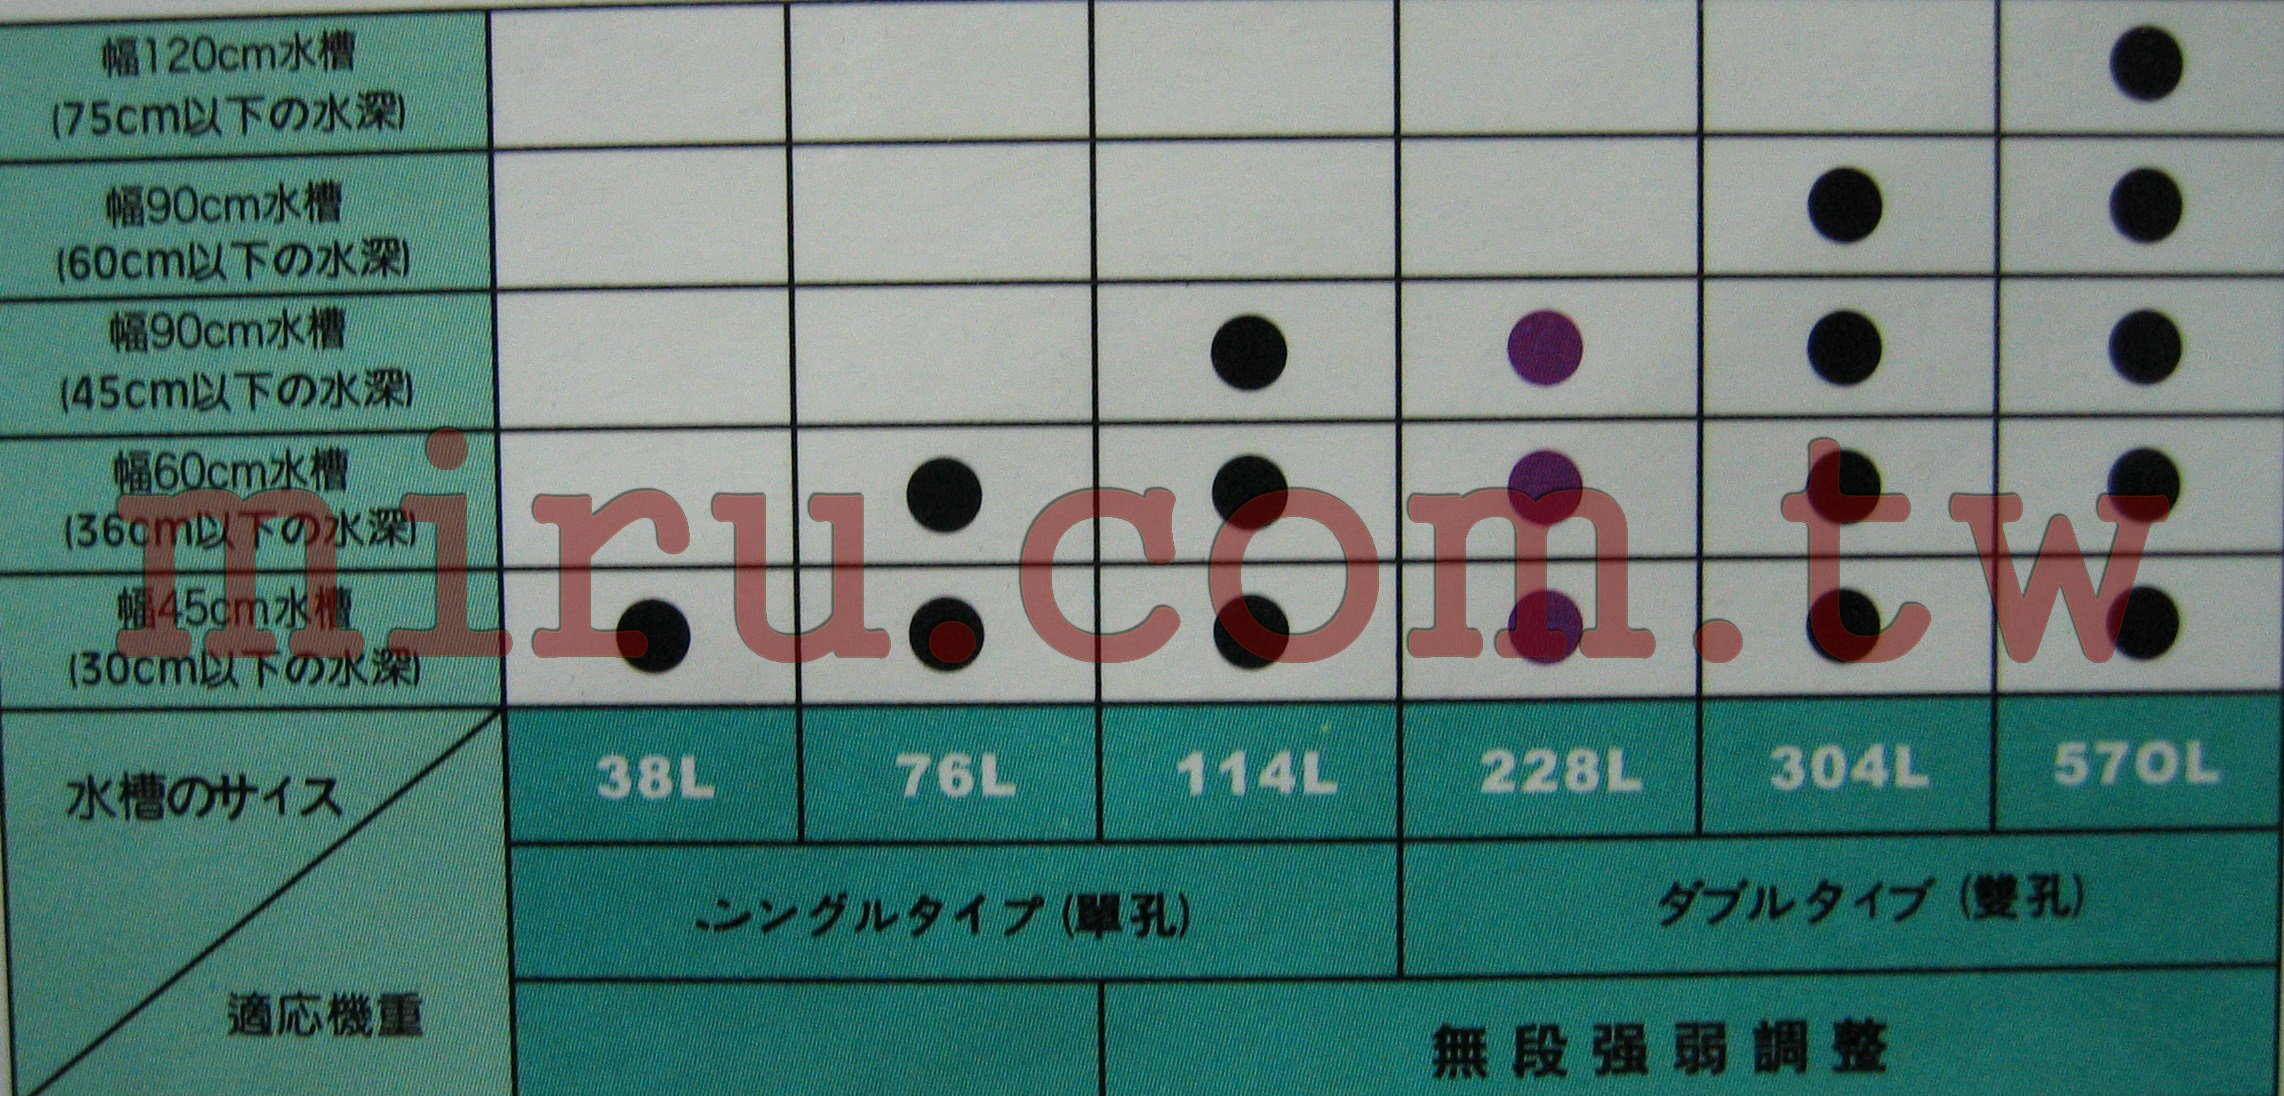 幅120cm水槽
(75cm以下の水深)
幅90cm水槽
(60cm以下の水深)
幅90cm水槽
(45cm以下の水深)
幅60cm水槽
(36cm以下の水深)
幅45cm水槽
(30cm以下の水深)
miru.com.tw
水槽のサイズ
適応機重
38L
76L
114L
228L
304L
570L
シングルタイプ (單孔)
ダブルタイプ (雙孔)
無段强弱調整